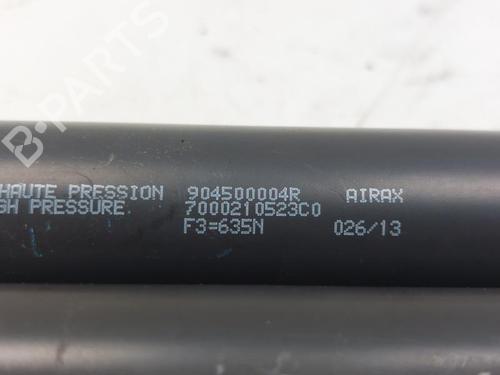 HAUTE PRESSION 904500004R AIRAX
GH PRESSURE. 7000210523C0
F3=635N 026/13
B-PARTS